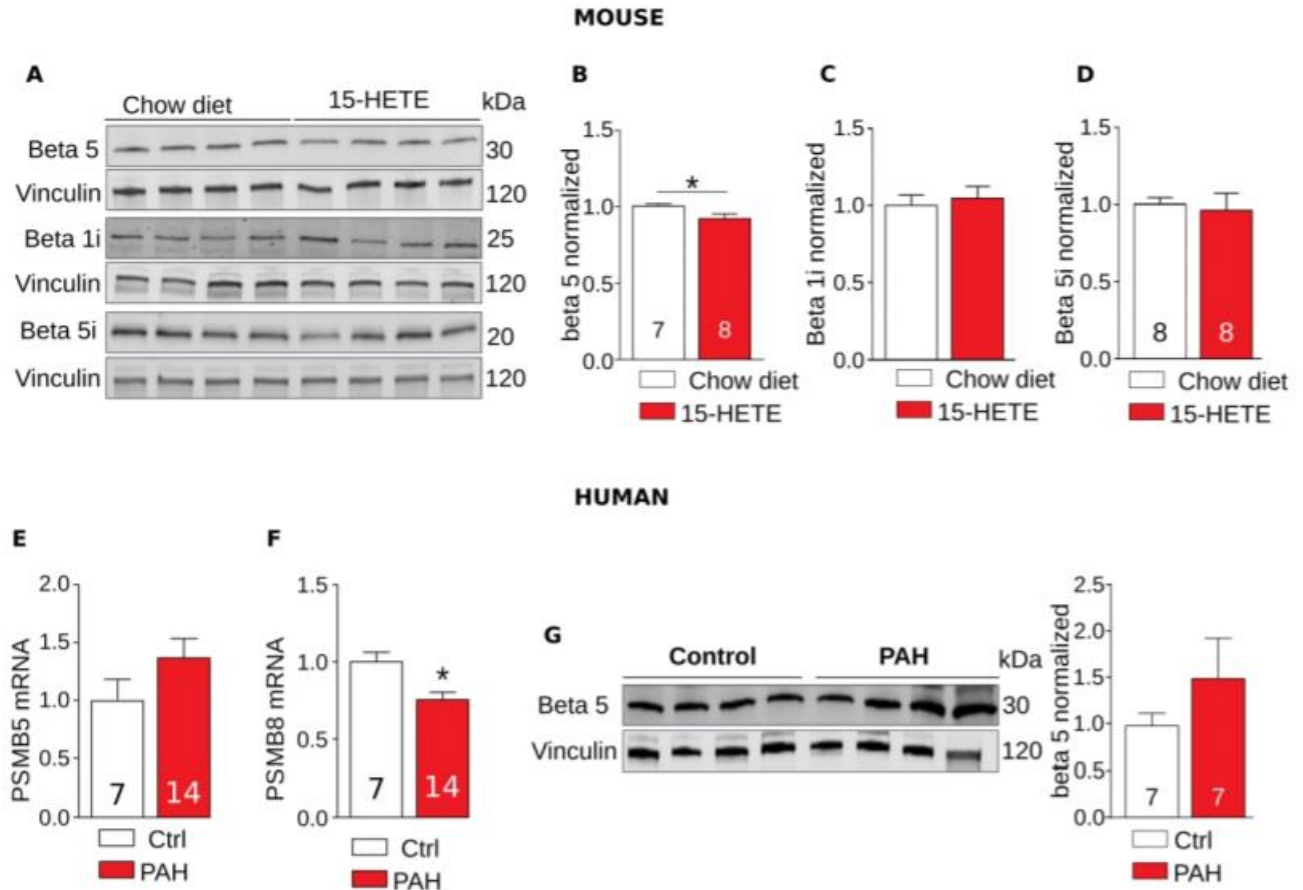 MOUSE
A
Chow diet 15-HETE kDa
Beta 5 30
Vinculin 120
Beta 1i 25
Vinculin 120
Beta 5i 20
Vinculin 120
B
beta 5 normalized
1.5
1.0
0.5
0.0
*
7 8
Chow diet
15-HETE
C
Beta 1i normalized
1.5
1.0
0.5
0.0
Chow diet
15-HETE
D
Beta 5i normalized
1.5
1.0
0.5
0.0
8 8
Chow diet
15-HETE
HUMAN
E
PSMB5 mRNA
2.0
1.5
1.0
0.5
0.0
7 14
Ctrl
PAH
F
PSMB8 mRNA
1.5
1.0
0.5
0.0
*
7 14
Ctrl
PAH
G
Control PAH kDa
Beta 5 30
Vinculin 120
beta 5 normalized
2.5
2.0
1.5
1.0
0.5
0.0
7 7
Ctrl
PAH